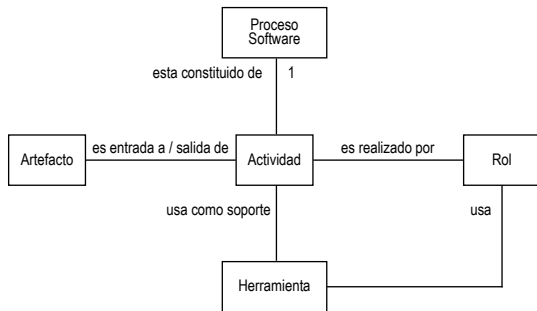 Proceso
Software
esta constituido de 1
Artefacto es entrada a / salida de Actividad es realizado por Rol
usa como soporte usa
Herramienta